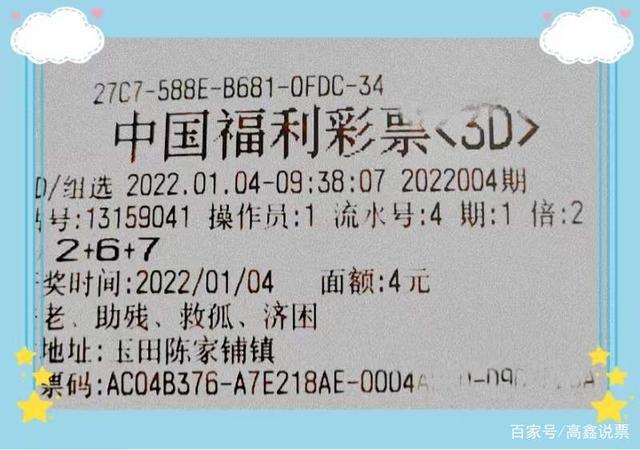 27C7-588E-B681-0FDC-34
中国福利彩票<3D>
D/组选 2022.01.04-09:38:07 2022004期
号:13159041 操作员:1 流水号:4 期:1 倍:2
2+6+7
奖时间:2022/01/04 面额:4元
老、助残、救孤、济困
地址:玉田陈家铺镇
票码:AC04B376-A7E218AE-0004
百家号/高鑫说票